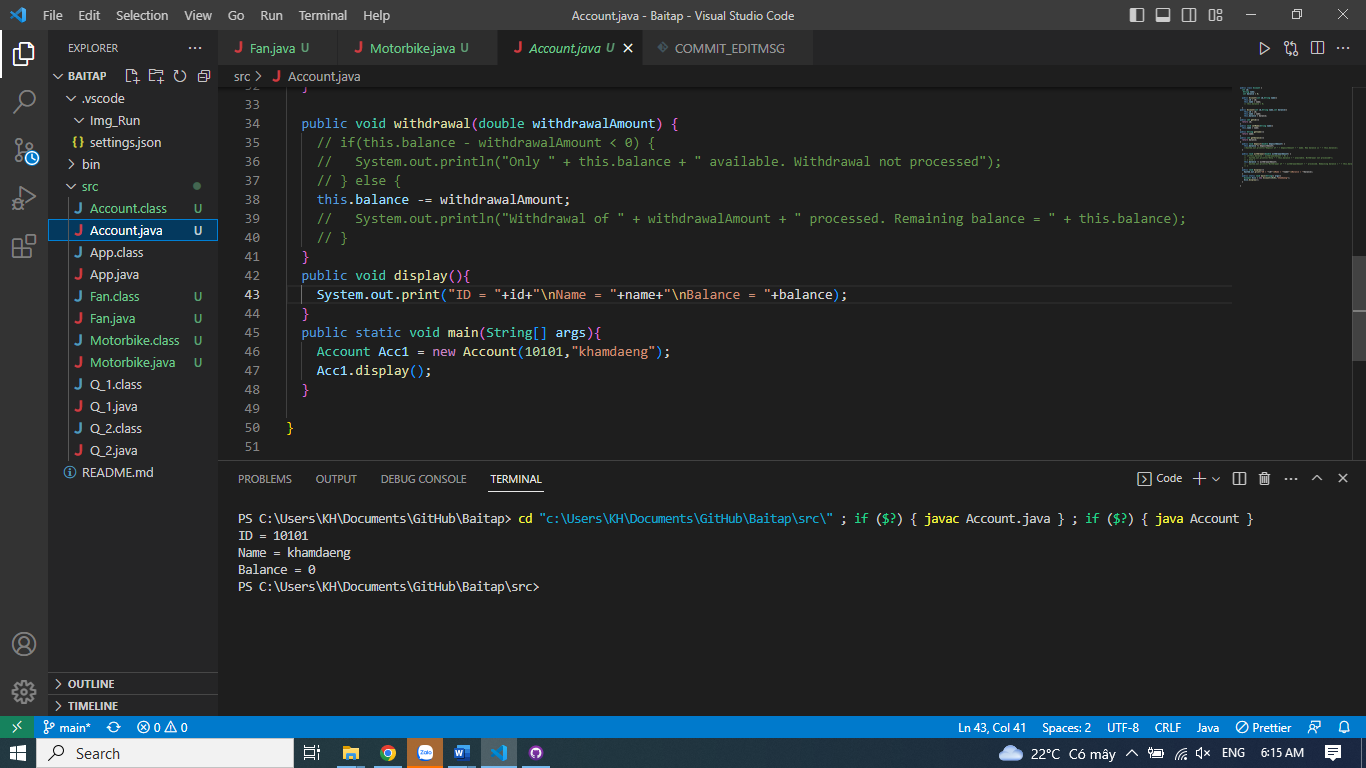 File Edit Selection View Go Run Terminal Help
Account.java - Baitap - Visual Studio Code
EXPLORER
BAITAP
.vscode
Img_Run
settings.json
bin
src
Account.class U
Account.java U
App.class
App.java
Fan.class U
Fan.java U
Motorbike.class U
Motorbike.java U
Q_1.class
Q_1.java
Q_2.class
Q_2.java
README.md
OUTLINE
TIMELINE
Fan.java U Motorbike.java U Account.java U COMMIT_EDITMSG
src > Account.java
32 }
33
34 public void withdrawal(double withdrawalAmount) {
35 // if(this.balance - withdrawalAmount < 0) {
36 // System.out.println("Only " + this.balance + " available. Withdrawal not processed");
37 // } else {
38 this.balance -= withdrawalAmount;
39 // System.out.println("Withdrawal of " + withdrawalAmount + " processed. Remaining balance = " + this.balance);
40 // }
41 }
42 public void display(){
43 System.out.print("ID = "+id+"\nName = "+name+"\nBalance = "+balance);
44 }
45 public static void main(String[] args){
46 Account Acc1 = new Account(10101,"khamdaeng");
47 Acc1.display();
48 }
49
50 }
51
PROBLEMS OUTPUT DEBUG CONSOLE TERMINAL
Code
PS C:\Users\KH\Documents\GitHub\Baitap> cd "c:\Users\KH\Documents\GitHub\Baitap\src\" ; if ($?) { javac Account.java } ; if ($?) { java Account }
ID = 10101
Name = khamdaeng
Balance = 0
PS C:\Users\KH\Documents\GitHub\Baitap\src>
main* 0 0
Ln 43, Col 41 Spaces: 2 UTF-8 CRLF Java Prettier
Search
Zalo
22°C Có mây ENG 6:15 AM